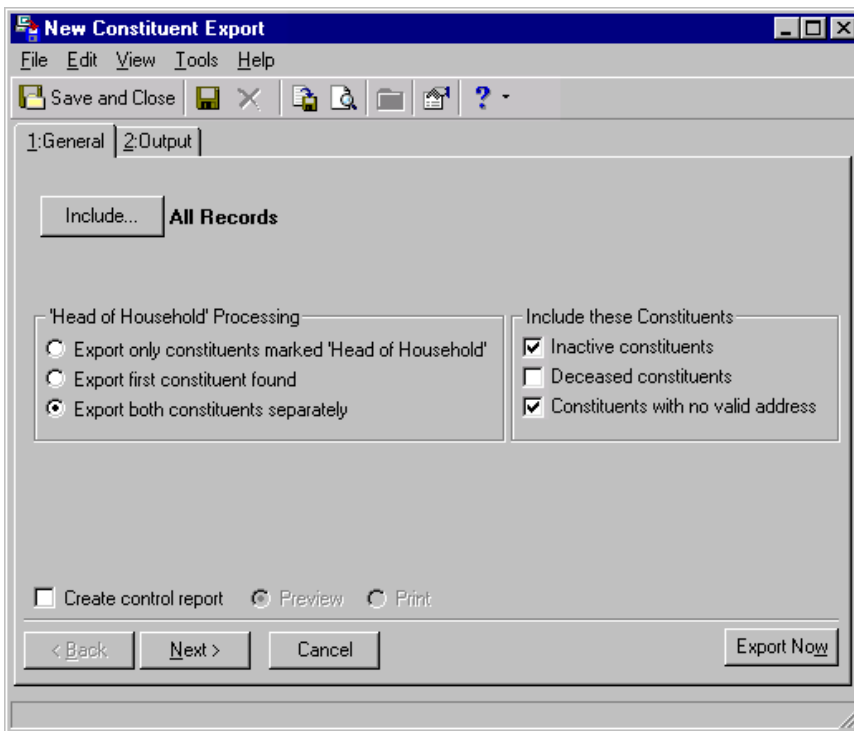 New Constituent Export
File Edit View Tools Help
Save and Close ?
1:General 2:Output
Include... All Records
'Head of Household' Processing Include these Constituents
Export only constituents marked 'Head of Household' Inactive constituents
Export first constituent found Deceased constituents
Export both constituents separately Constituents with no valid address
Create control report Preview Print
< Back Next > Cancel Export Now